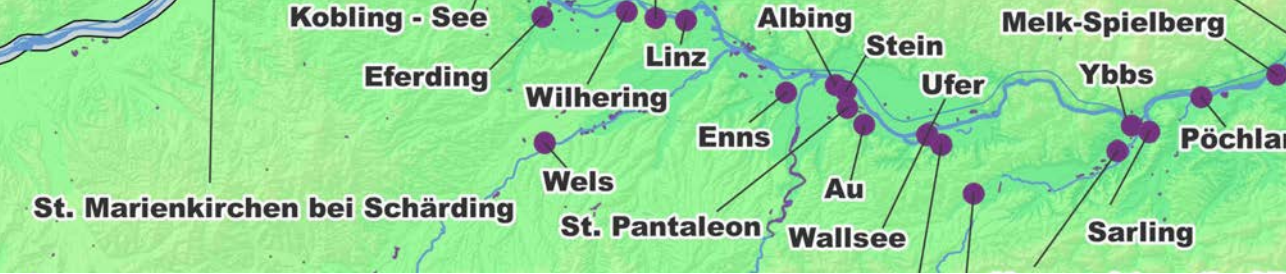 Kobling - See
Albing
Melk-Spielberg
Stein
Linz
Eferding
Ybbs
Ufer
Wilhering
Enns
Pöchlar
Wels
Au
St. Marienkirchen bei Schärding
St. Pantaleon
Wallsee
Sarling